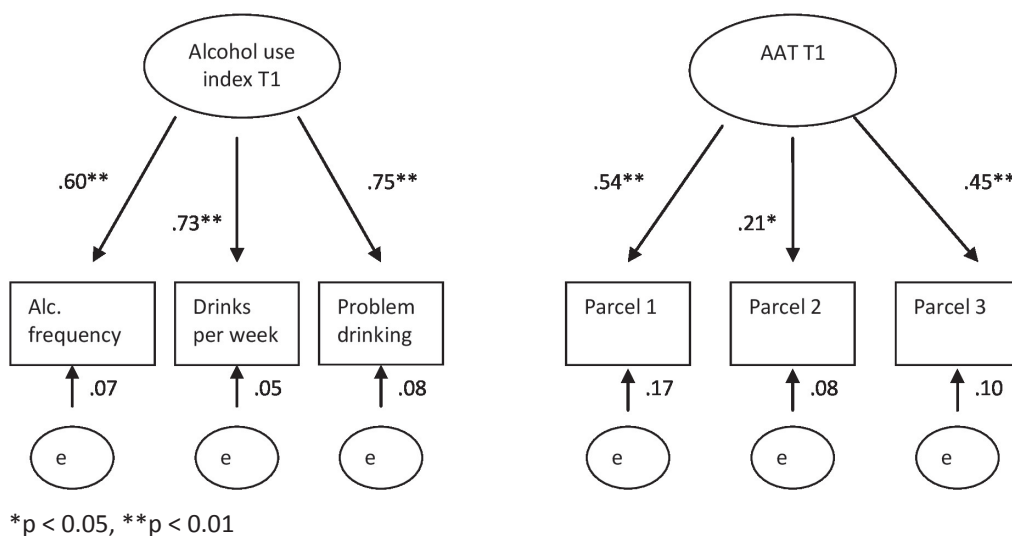 Alcohol use
index T1
AAT T1
.60**
.73**
.75**
.54**
.21*
.45**
Alc.
frequency
Drinks
per week
Problem
drinking
Parcel 1
Parcel 2
Parcel 3
.07
.05
.08
.17
.08
.10
e
e
e
e
e
e
*p < 0.05, **p < 0.01